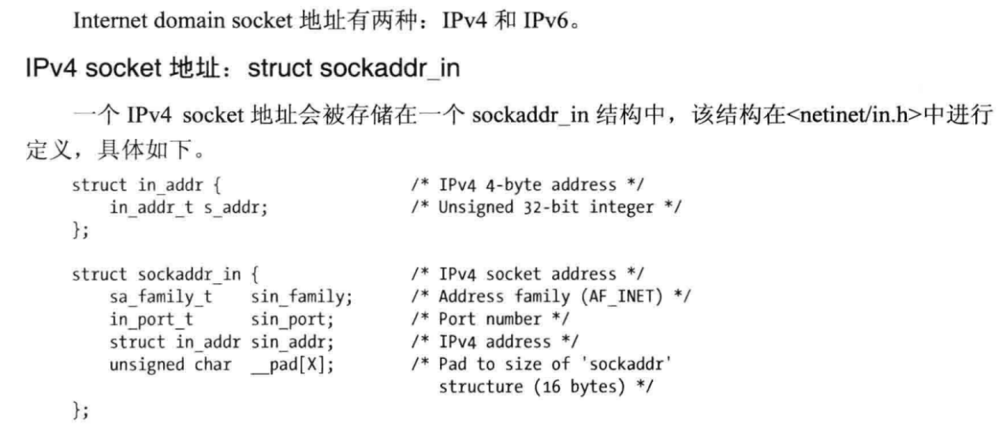 Internet domain socket 地址有两种：IPv4 和 IPv6。
IPv4 socket 地址：struct sockaddr_in
一个 IPv4 socket 地址会被存储在一个 sockaddr_in 结构中，该结构在<netinet/in.h>中进行
定义，具体如下。
struct in_addr { /* IPv4 4-byte address */
in_addr_t s_addr; /* Unsigned 32-bit integer */
};
struct sockaddr_in { /* IPv4 socket address */
sa_family_t sin_family; /* Address family (AF_INET) */
in_port_t sin_port; /* Port number */
struct in_addr sin_addr; /* IPv4 address */
unsigned char __pad[X]; /* Pad to size of 'sockaddr'
structure (16 bytes) */
};